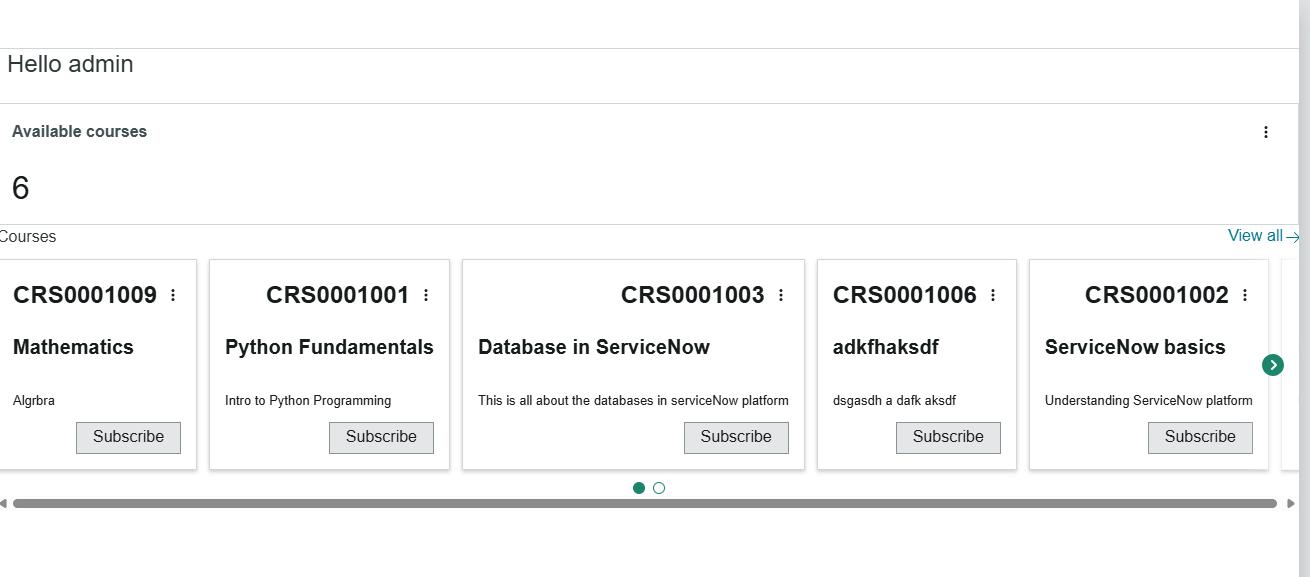 Hello admin
Available courses
6
Courses
View all
CRS0001009
Mathematics
Algrbra
Subscribe
CRS0001001
Python Fundamentals
Intro to Python Programming
Subscribe
CRS0001003
Database in ServiceNow
This is all about the databases in serviceNow platform
Subscribe
CRS0001006
adkfhaksdf
dsgasdh a dafk aksdf
Subscribe
CRS0001002
ServiceNow basics
Understanding ServiceNow platform
Subscribe